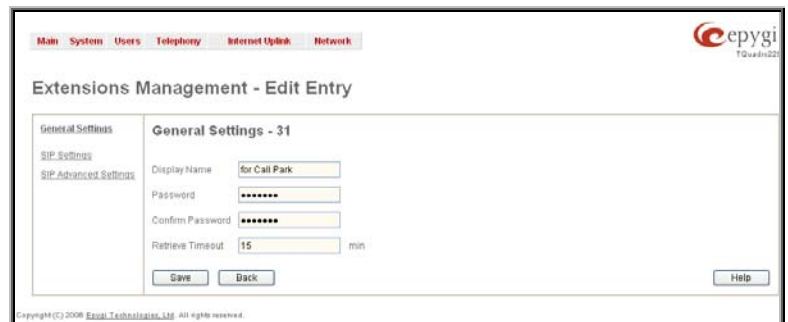 Main System Users Telephony Internet Uplink Network
epygi
Extensions Management - Edit Entry
General Settings
SIP Settings
SIP Advanced Settings
General Settings - 31
Display Name for Call Park
Password •••••••
Confirm Password •••••••
Retrieve Timeout 15 min
Save Back Help
Copyright (C) 2008 Epygi Technologies, Ltd. All rights reserved.